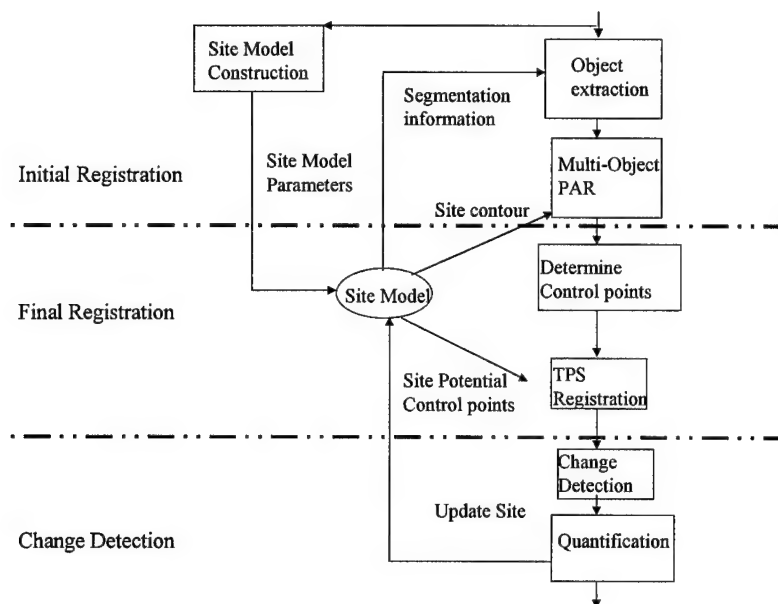 Site Model
Construction
Object
extraction
Segmentation
information
Initial Registration
Site Model
Parameters
Multi-Object
PAR
Site contour
Final Registration
Site Model
Determine
Control points
Site Potential
Control points
TPS
Registration
Change
Detection
Update Site
Change Detection
Quantification